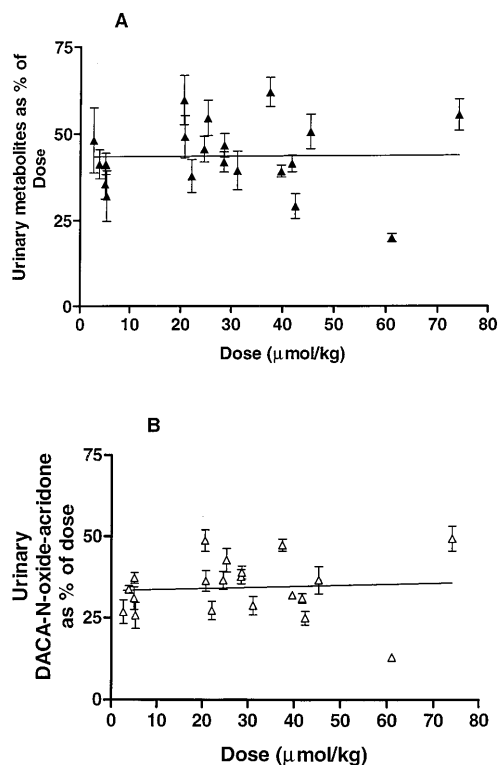 A
Urinary metabolites as % of
Dose
75
50
25
0
0 10 20 30 40 50 60 70 80
Dose (μmol/kg)
B
Urinary
DACA-N-oxide-acridone
as % of dose
75
50
25
0
0 10 20 30 40 50 60 70 80
Dose (μmol/kg)